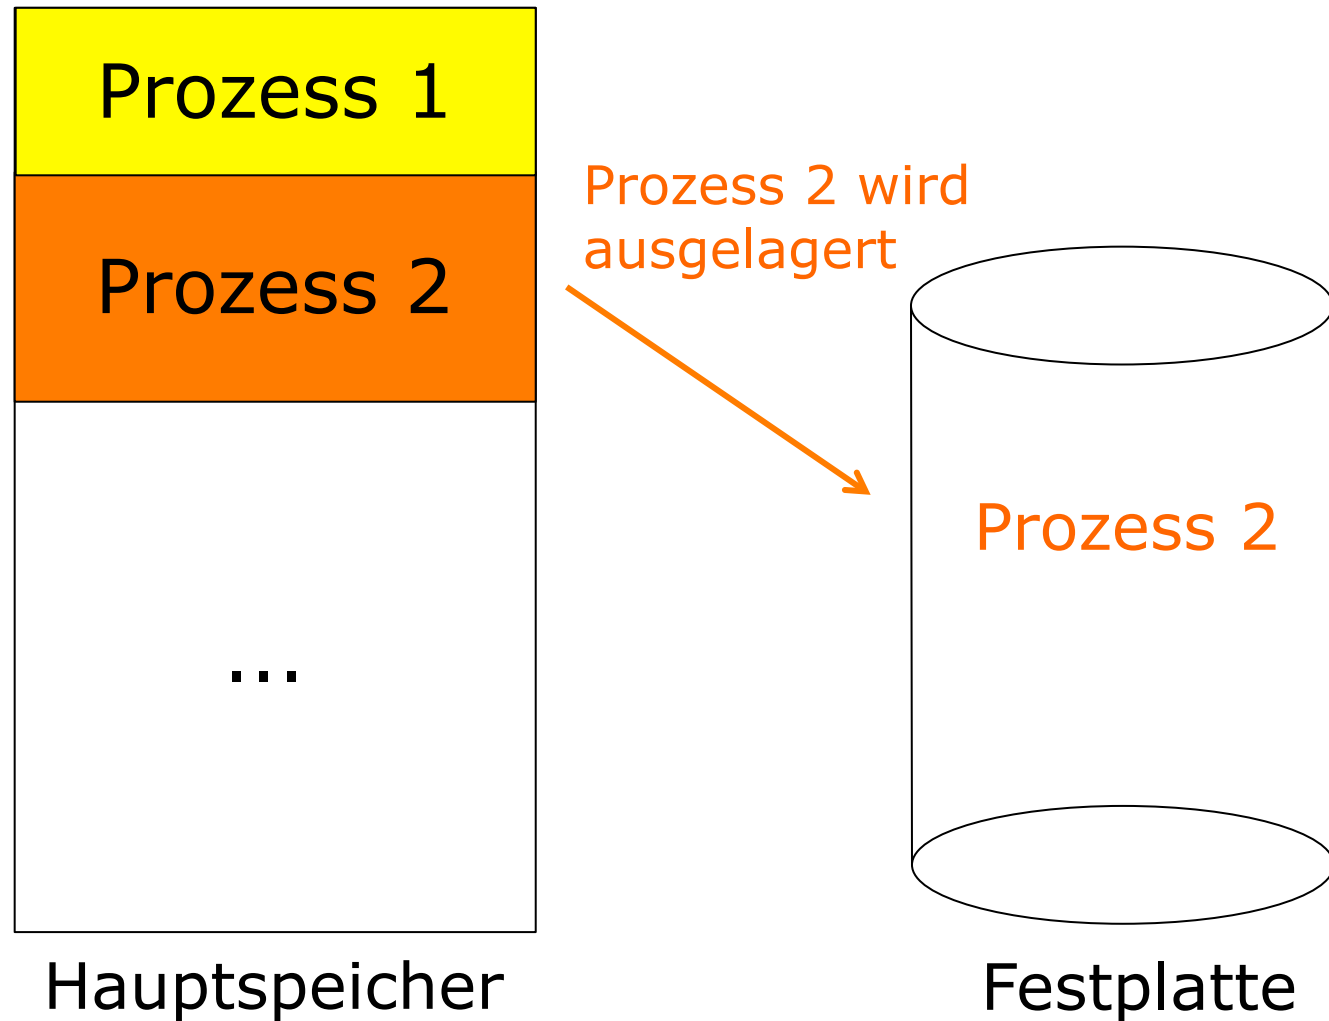 Prozess 1
Prozess 2 wird
ausgelagert
Prozess 2
Prozess 2
...
Hauptspeicher
Festplatte